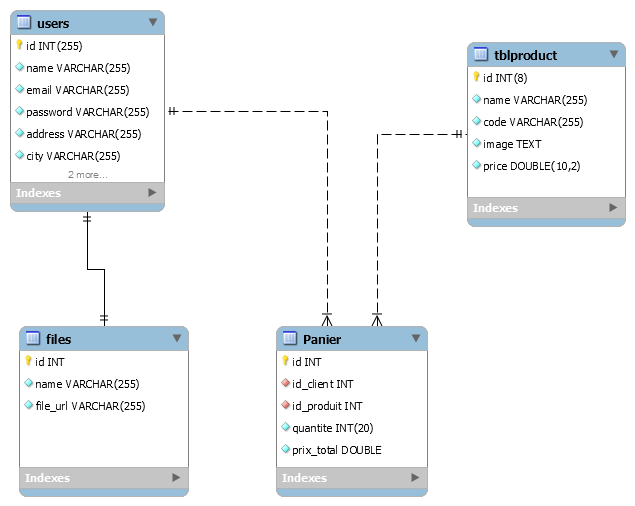 users
id INT(255)
name VARCHAR(255)
email VARCHAR(255)
password VARCHAR(255)
address VARCHAR(255)
city VARCHAR(255)
2 more...
Indexes
tblproduct
id INT(8)
name VARCHAR(255)
code VARCHAR(255)
image TEXT
price DOUBLE(10,2)
Indexes
files
id INT
name VARCHAR(255)
file_url VARCHAR(255)
Indexes
Panier
id INT
id_client INT
id_produit INT
quantite INT(20)
prix_total DOUBLE
Indexes